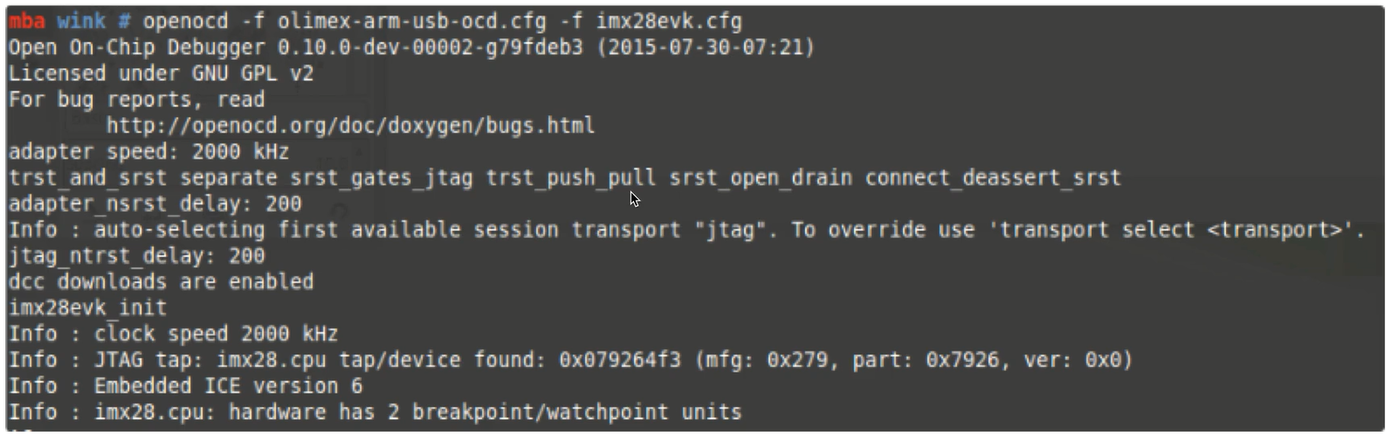 mba wink # openocd -f olimex-arm-usb-ocd.cfg -f imx28evk.cfg
Open On-Chip Debugger 0.10.0-dev-00002-g79fdeb3 (2015-07-30-07:21)
Licensed under GNU GPL v2
For bug reports, read
http://openocd.org/doc/doxygen/bugs.html
adapter speed: 2000 kHz
trst_and_srst separate srst_gates_jtag trst_push_pull srst_open_drain connect_deassert_srst
adapter_nsrst_delay: 200
Info : auto-selecting first available session transport "jtag". To override use 'transport select <transport>'.
jtag_ntrst_delay: 200
dcc downloads are enabled
imx28evk_init
Info : clock speed 2000 kHz
Info : JTAG tap: imx28.cpu tap/device found: 0x079264f3 (mfg: 0x279, part: 0x7926, ver: 0x0)
Info : Embedded ICE version 6
Info : imx28.cpu: hardware has 2 breakpoint/watchpoint units